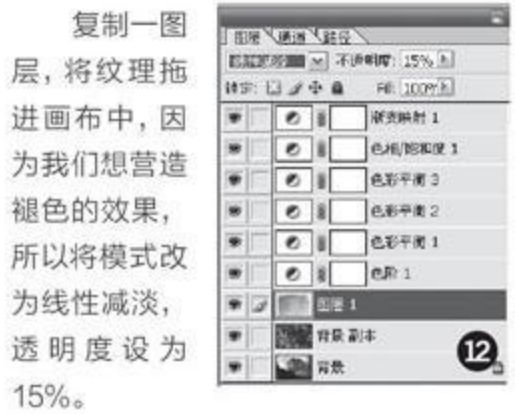 复制一图
层，将纹理拖
进画布中，因
为我们想营造
褪色的效果，
所以将模式改
为线性减淡，
透明度设为
15%。
图层 通道 路径
不透明度: 15%
锁定: 100%
渐变映射 1
色相/饱和度 1
色彩平衡 3
色彩平衡 2
色彩平衡 1
色阶 1
图层 1
背景 副本
背景
12